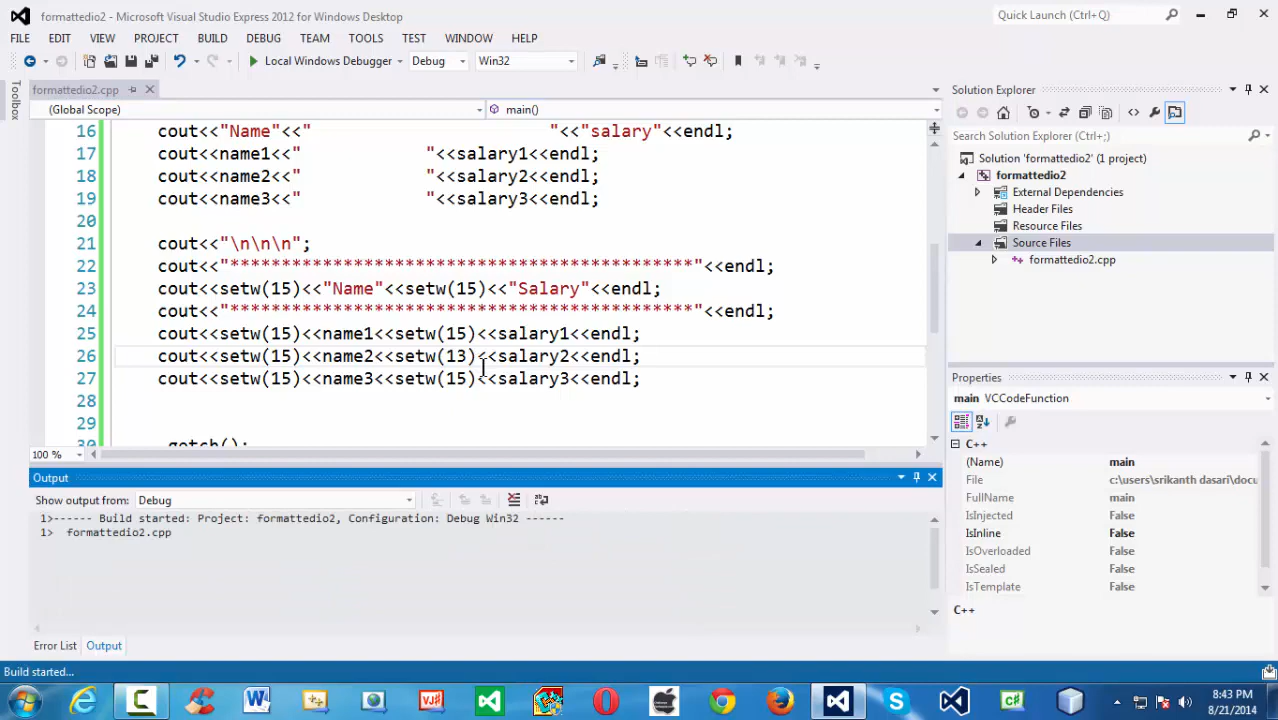 formattedio2 - Microsoft Visual Studio Express 2012 for Windows Desktop
Quick Launch (Ctrl+Q)
FILE EDIT VIEW PROJECT BUILD DEBUG TEAM TOOLS TEST WINDOW HELP
Local Windows Debugger Debug Win32
Toolbox
formattedio2.cpp
(Global Scope) main()
16 cout<<"Name"<<" "<<"salary"<<endl;
17 cout<<name1<<" "<<salary1<<endl;
18 cout<<name2<<" "<<salary2<<endl;
19 cout<<name3<<" "<<salary3<<endl;
20
21 cout<<"\n\n\n";
22 cout<<"******************************************"<<endl;
23 cout<<setw(15)<<"Name"<<setw(15)<<"Salary"<<endl;
24 cout<<"******************************************"<<endl;
25 cout<<setw(15)<<name1<<setw(15)<<salary1<<endl;
26 cout<<setw(15)<<name2<<setw(13)<<salary2<<endl;
27 cout<<setw(15)<<name3<<setw(15)<<salary3<<endl;
28
29
30 getch();
100 %
Output
Show output from: Debug
1>------ Build started: Project: formattedio2, Configuration: Debug Win32 ------
1> formattedio2.cpp
Error List Output
Build started...
Solution Explorer
Search Solution Explorer (Ctrl+;)
Solution 'formattedio2' (1 project)
formattedio2
External Dependencies
Header Files
Resource Files
Source Files
formattedio2.cpp
Properties
main VCCodeFunction
C++
(Name) main
File c:\users\srikanth dasari\docu
FullName main
IsInjected False
IsInline False
IsOverloaded False
IsSealed False
IsTemplate False
C++
8:43 PM
8/21/2014